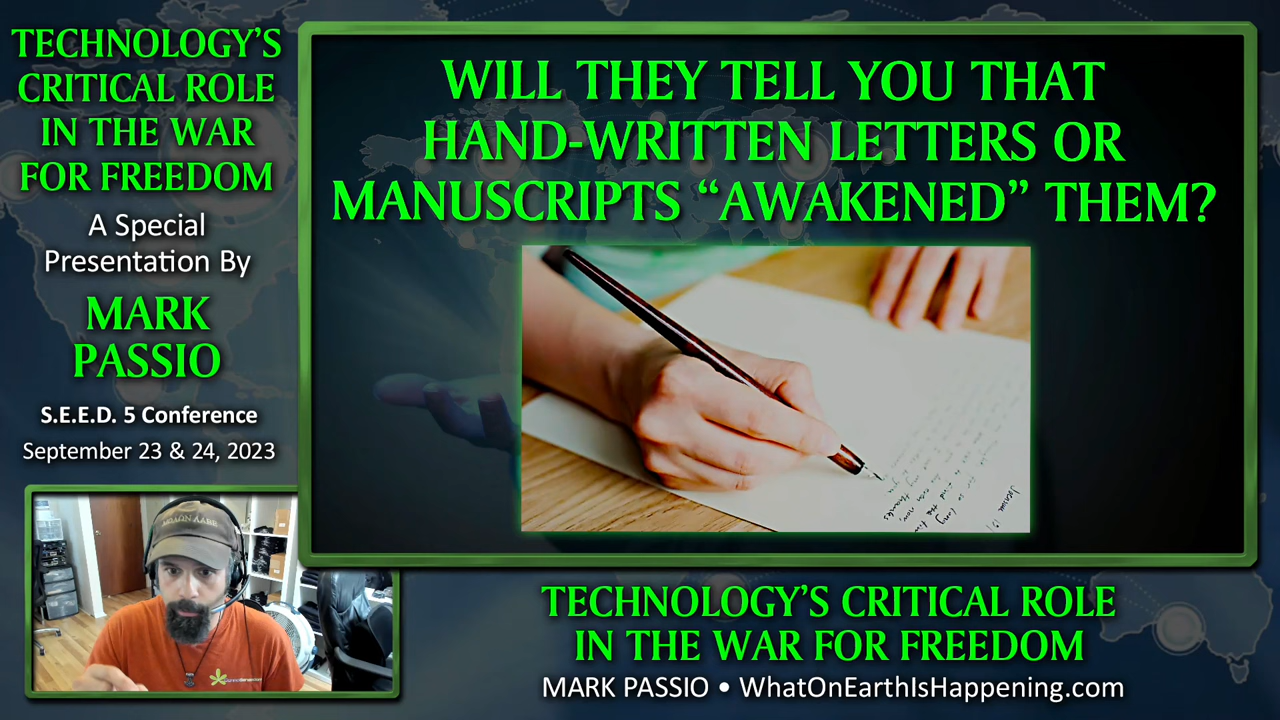 TECHNOLOGY'S
CRITICAL ROLE
IN THE WAR
FOR FREEDOM
A Special
Presentation By
MARK
PASSIO
S.E.E.D. 5 Conference
September 23 & 24, 2023
WILL THEY TELL YOU THAT
HAND-WRITTEN LETTERS OR
MANUSCRIPTS “AWAKENED” THEM?
ΜΟΛΩΝ ΛΑΒΕ
TECHNOLOGY'S CRITICAL ROLE
IN THE WAR FOR FREEDOM
MARK PASSIO • WhatOnEarthIsHappening.com